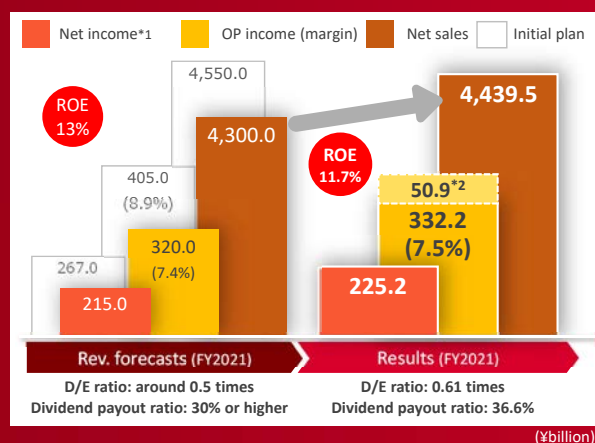 Net income*1 OP income (margin) Net sales Initial plan
4,550.0
4,439.5
ROE
13%
4,300.0
ROE
11.7%
405.0
(8.9%)
50.9*2
332.2
(7.5%)
320.0
(7.4%)
267.0
225.2
215.0
Rev. forecasts (FY2021) Results (FY2021)
D/E ratio: around 0.5 times D/E ratio: 0.61 times
Dividend payout ratio: 30% or higher Dividend payout ratio: 36.6%
(¥billion)